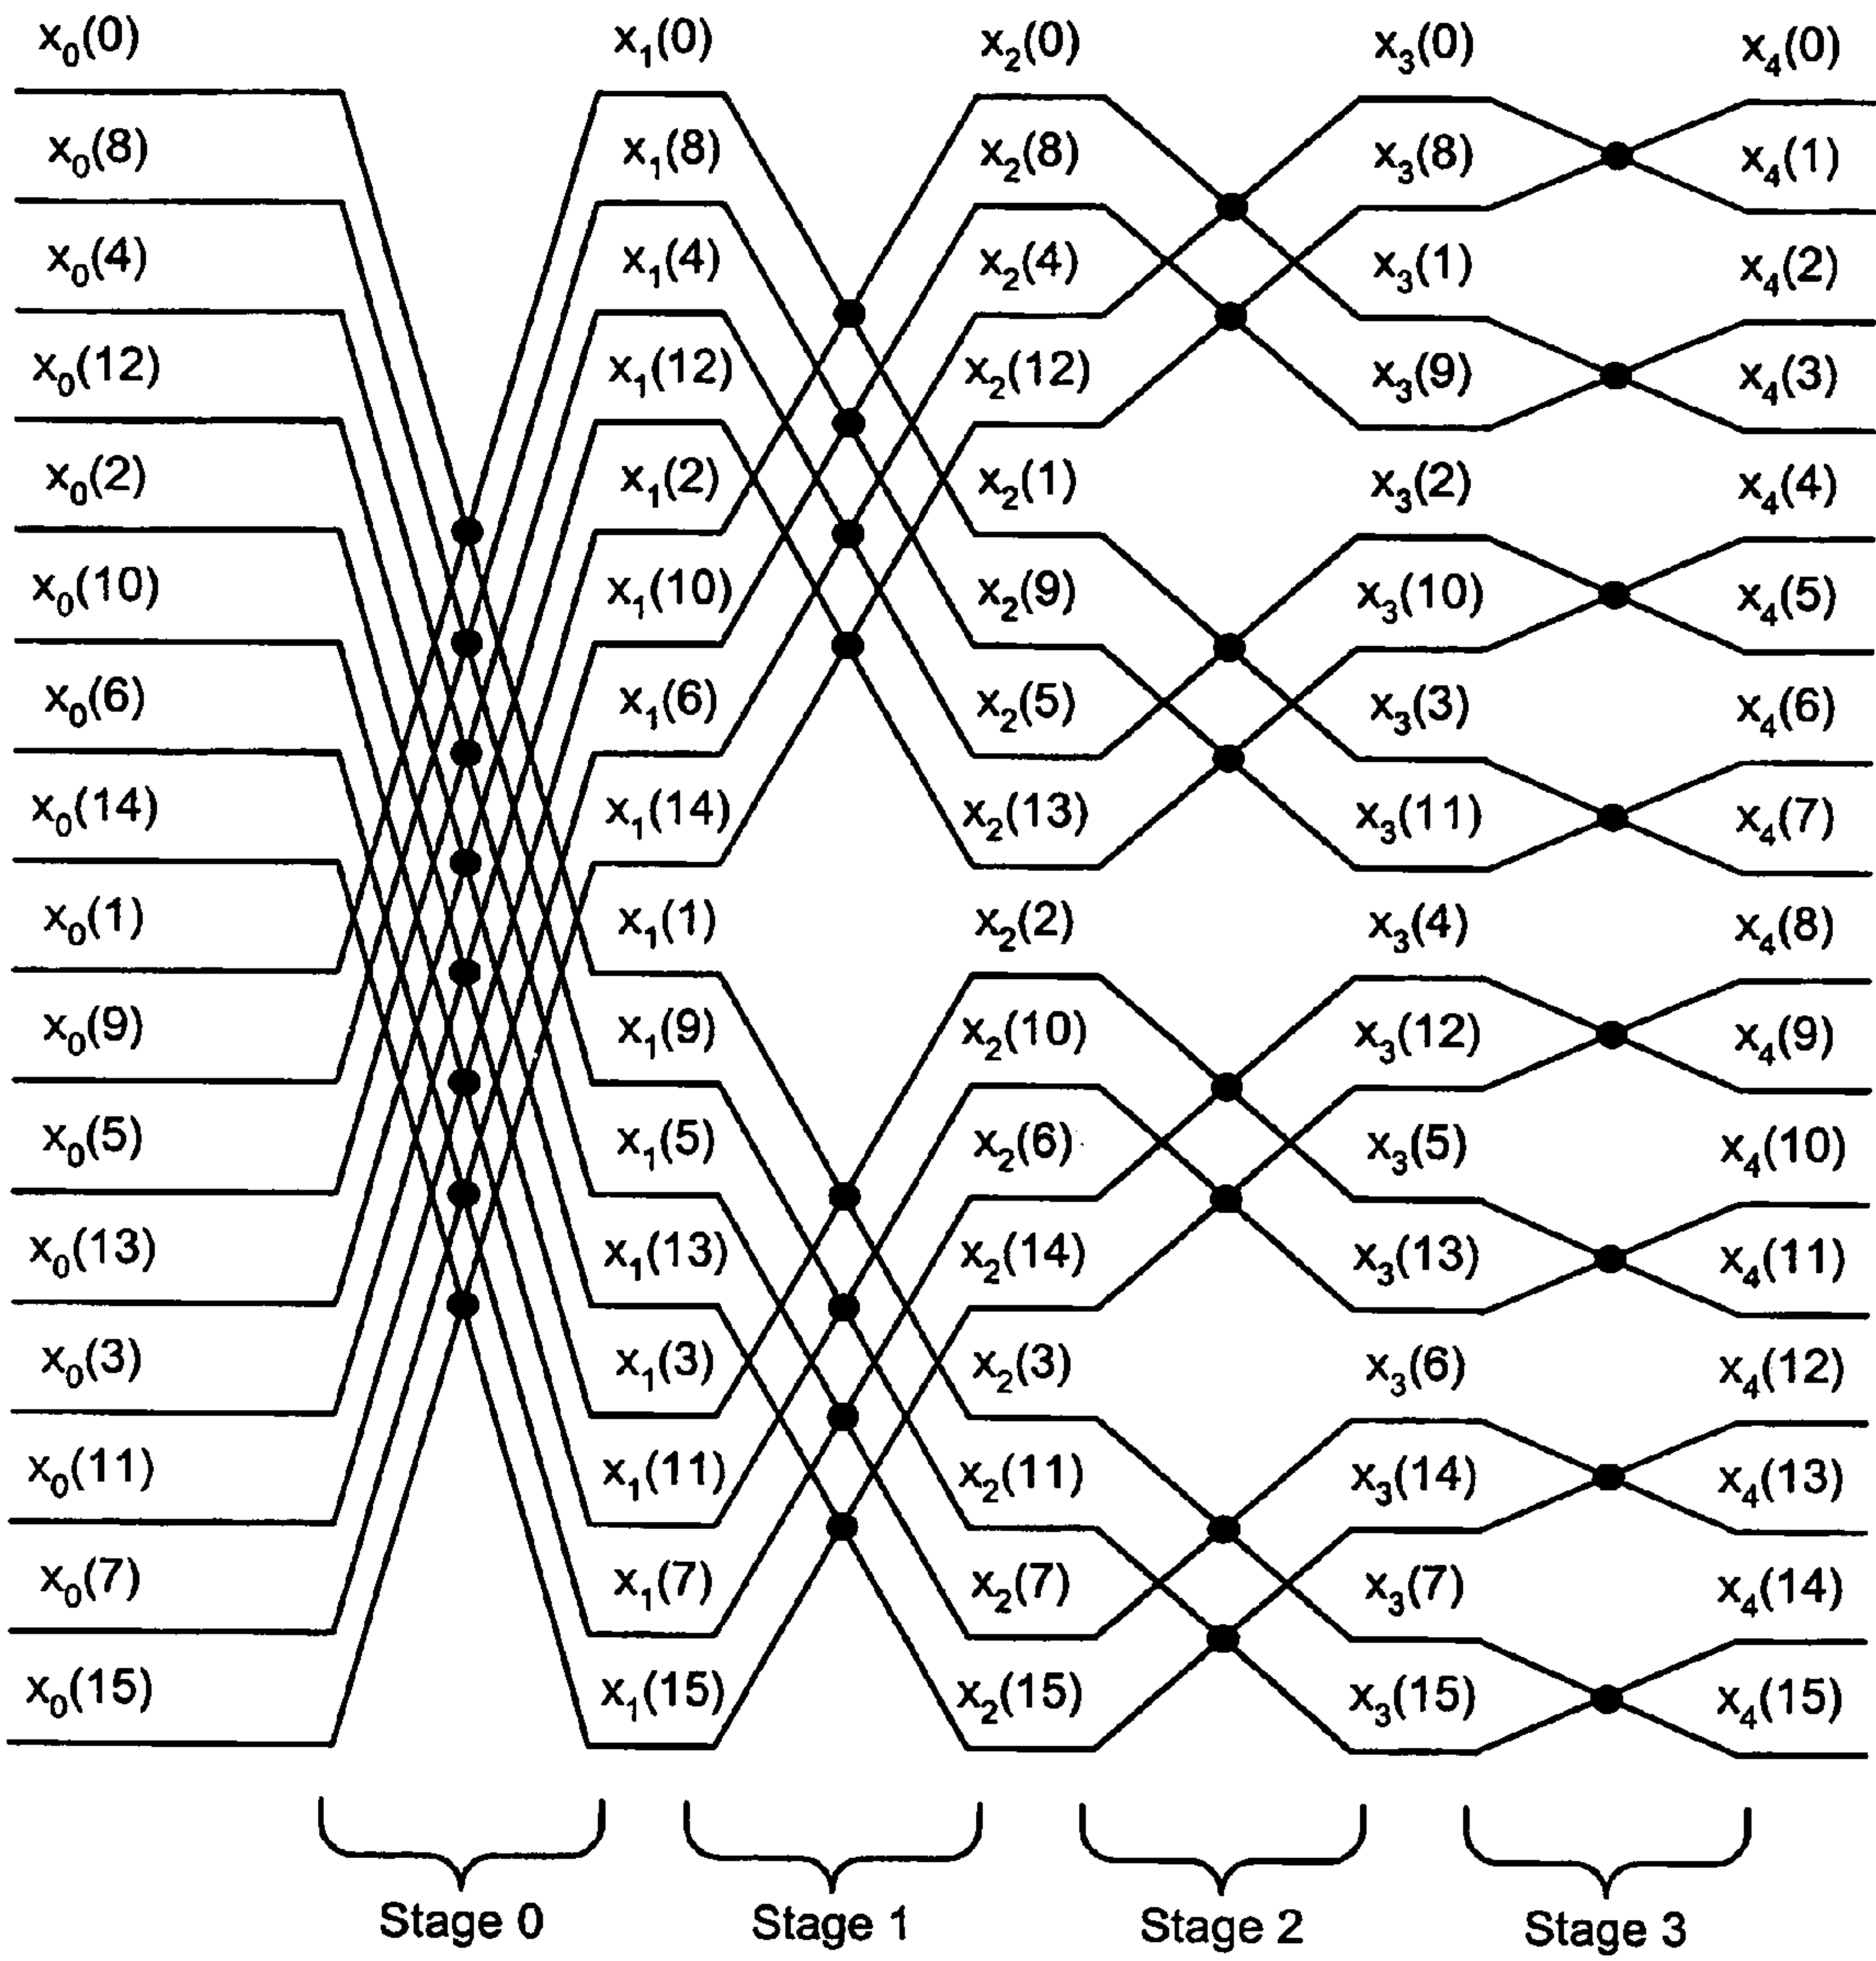 x₀(0) x₁(0) x₂(0) x₃(0) x₄(0)
x₀(8) x₁(8) x₂(8) x₃(8) x₄(1)
x₀(4) x₁(4) x₂(4) x₃(1) x₄(2)
x₀(12) x₁(12) x₂(12) x₃(9) x₄(3)
x₀(2) x₁(2) x₂(1) x₃(2) x₄(4)
x₀(10) x₁(10) x₂(9) x₃(10) x₄(5)
x₀(6) x₁(6) x₂(5) x₃(3) x₄(6)
x₀(14) x₁(14) x₂(13) x₃(11) x₄(7)
x₀(1) x₁(1) x₂(2) x₃(4) x₄(8)
x₀(9) x₁(9) x₂(10) x₃(12) x₄(9)
x₀(5) x₁(5) x₂(6) x₃(5) x₄(10)
x₀(13) x₁(13) x₂(14) x₃(13) x₄(11)
x₀(3) x₁(3) x₂(3) x₃(6) x₄(12)
x₀(11) x₁(11) x₂(11) x₃(14) x₄(13)
x₀(7) x₁(7) x₂(7) x₃(7) x₄(14)
x₀(15) x₁(15) x₂(15) x₃(15) x₄(15)
Stage 0 Stage 1 Stage 2 Stage 3